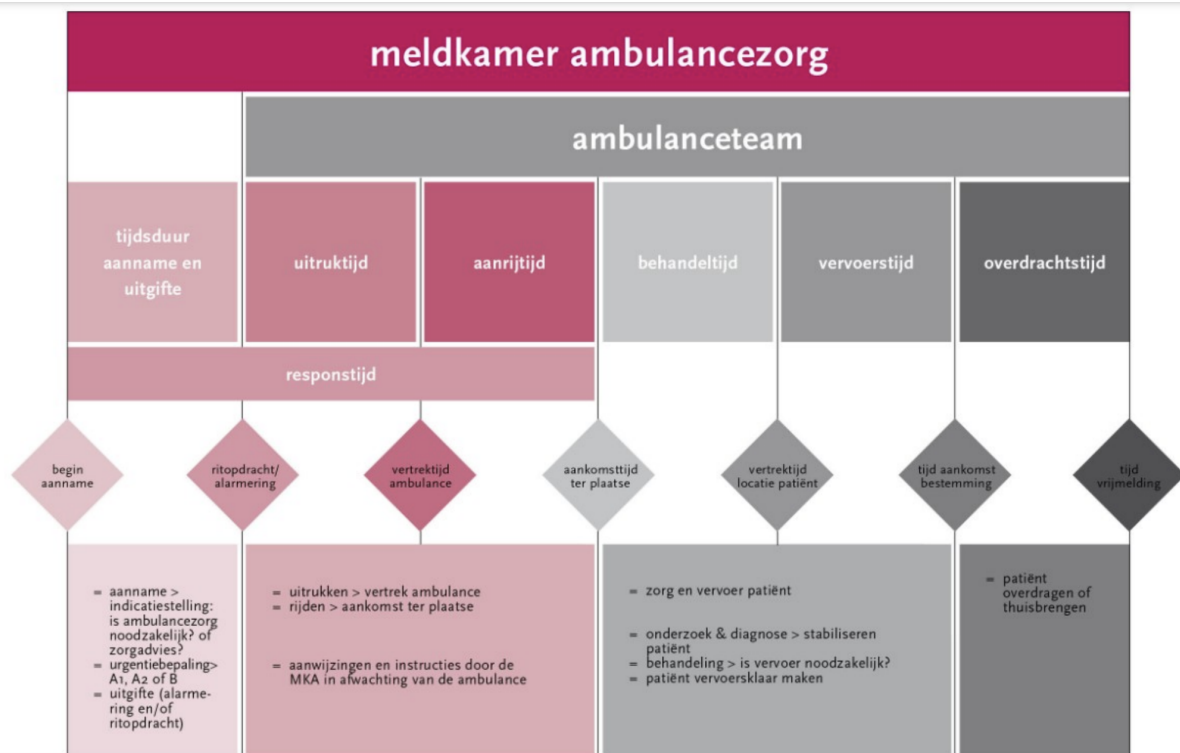 meldkamer ambulancezorg
ambulanceteam
tijdsduur
aanname en
uitgifte
uitruktijd
aanrijtijd
behandeltijd
vervoerstijd
overdrachtstijd
responstijd
begin
aanname
ritopdracht/
alarmering
vertrektijd
ambulance
aankomsttijd
ter plaatse
vertrektijd
locatie patiënt
tijd aankomst
bestemming
tijd
vrijmelding
= aanname >
indicatiestelling:
is ambulancezorg
noodzakelijk? of
zorgadvies?
= urgentiebepaling>
A1, A2 of B
= uitgifte (alarme-
ring en/of
ritopdracht)
= uitrukken > vertrek ambulance
= rijden > aankomst ter plaatse
= aanwijzingen en instructies door de
MKA in afwachting van de ambulance
= zorg en vervoer patiënt
= onderzoek & diagnose > stabiliseren
patiënt
= behandeling > is vervoer noodzakelijk?
= patiënt vervoersklaar maken
= patiënt
overdragen of
thuisbrengen